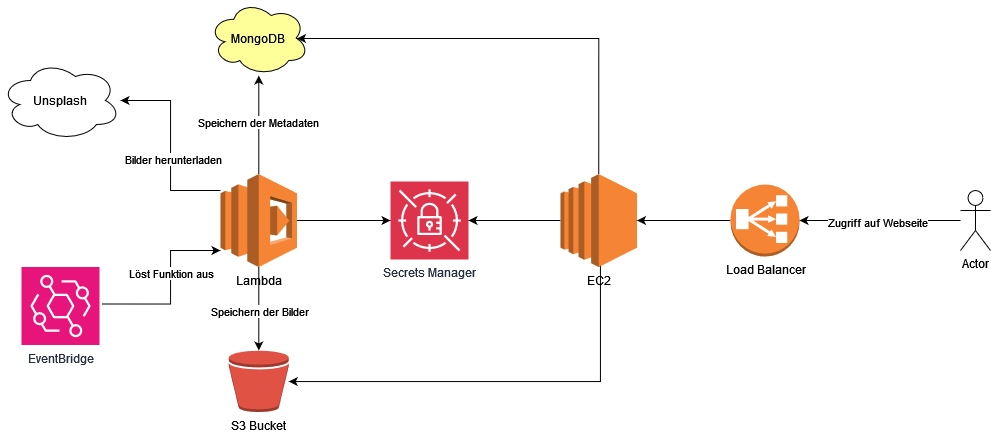 MongoDB
Unsplash
Speichern der Metadaten
Bilder herunterladen
Zugriff auf Webseite
Actor
Load Balancer
Secrets Manager
Löst Funktion aus
Lambda
EC2
Speichern der Bilder
EventBridge
S3 Bucket